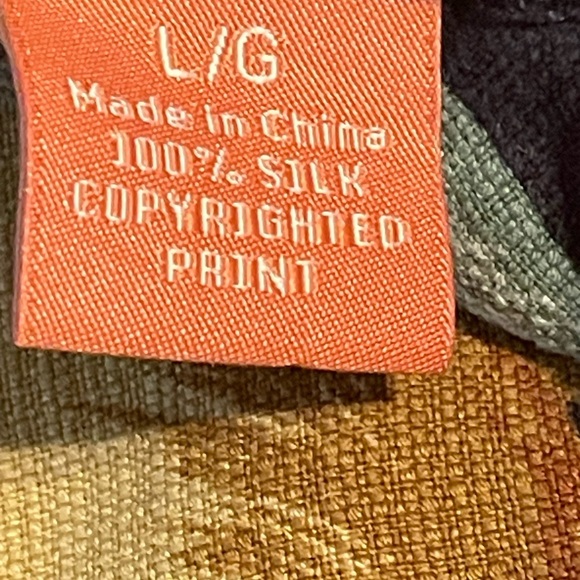 L/G
Made in China
100% SILK
COPYRIGHTED
PRINT